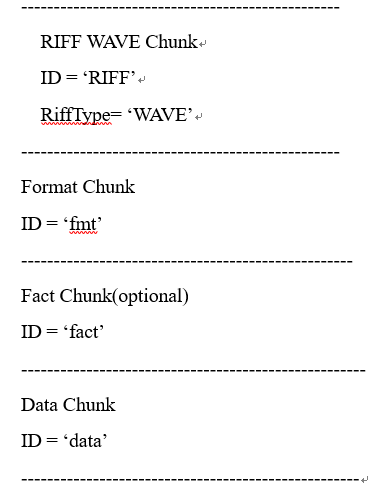 -------------------------------------------------
RIFF WAVE Chunk
ID = ‘RIFF’
RiffType= ‘WAVE’
-------------------------------------------------
Format Chunk
ID = ‘fmt’
---------------------------------------------------
Fact Chunk(optional)
ID = ‘fact’
-----------------------------------------------------
Data Chunk
ID = ‘data’
----------------------------------------------------